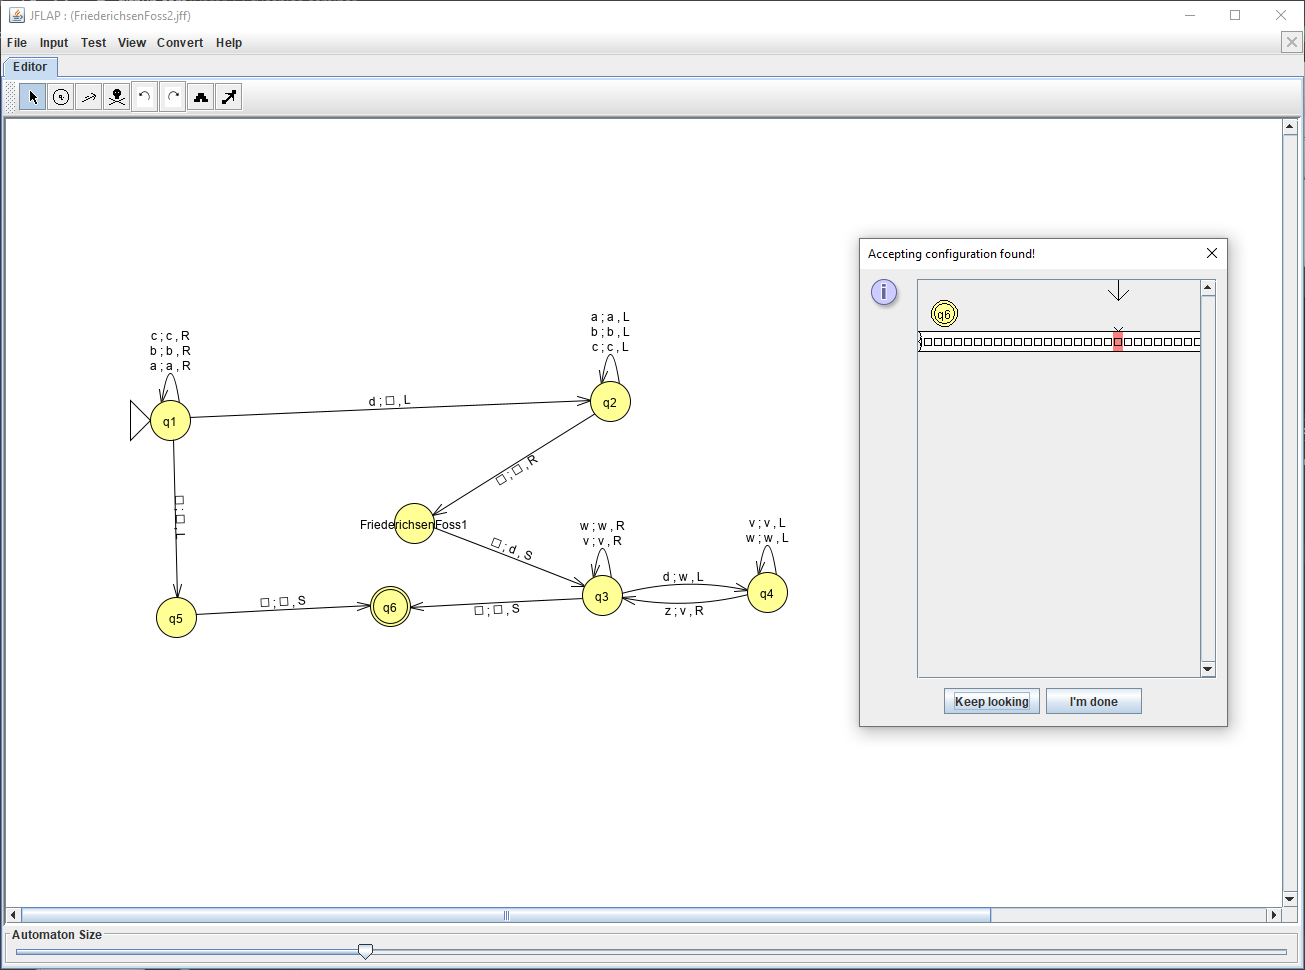 JFLAP : (FriederichsenFoss2.jff)
File Input Test View Convert Help
Editor
c ; c , R
b ; b , R
a ; a , R
q1
d ; □ , L
a ; a , L
b ; b , L
c ; c , L
q2
□ ; □ , R
□ ; □ , L
FriederichsenFoss1
□ ; d , S
w ; w , R
v ; v , R
q3
d ; w , L
z ; v , R
v ; v , L
w ; w , L
q4
q5
□ ; □ , S
q6
□ ; □ , S
Accepting configuration found!
i
q6
Keep looking
I'm done
Automaton Size